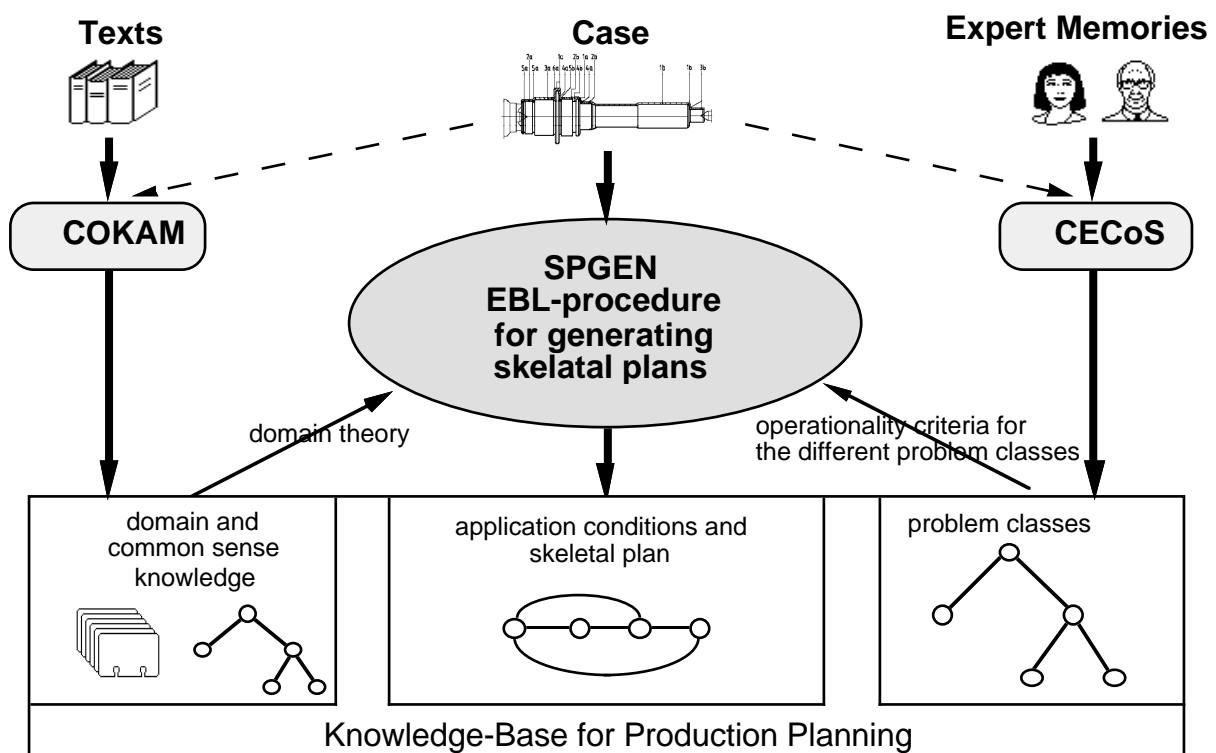 Texts
Case
Expert Memories
COKAM
CECoS
SPGEN
EBL-procedure
for generating
skelatal plans
domain theory
operationality criteria for
the different problem classes
domain and
common sense
knowledge
application conditions and
skeletal plan
problem classes
Knowledge-Base for Production Planning